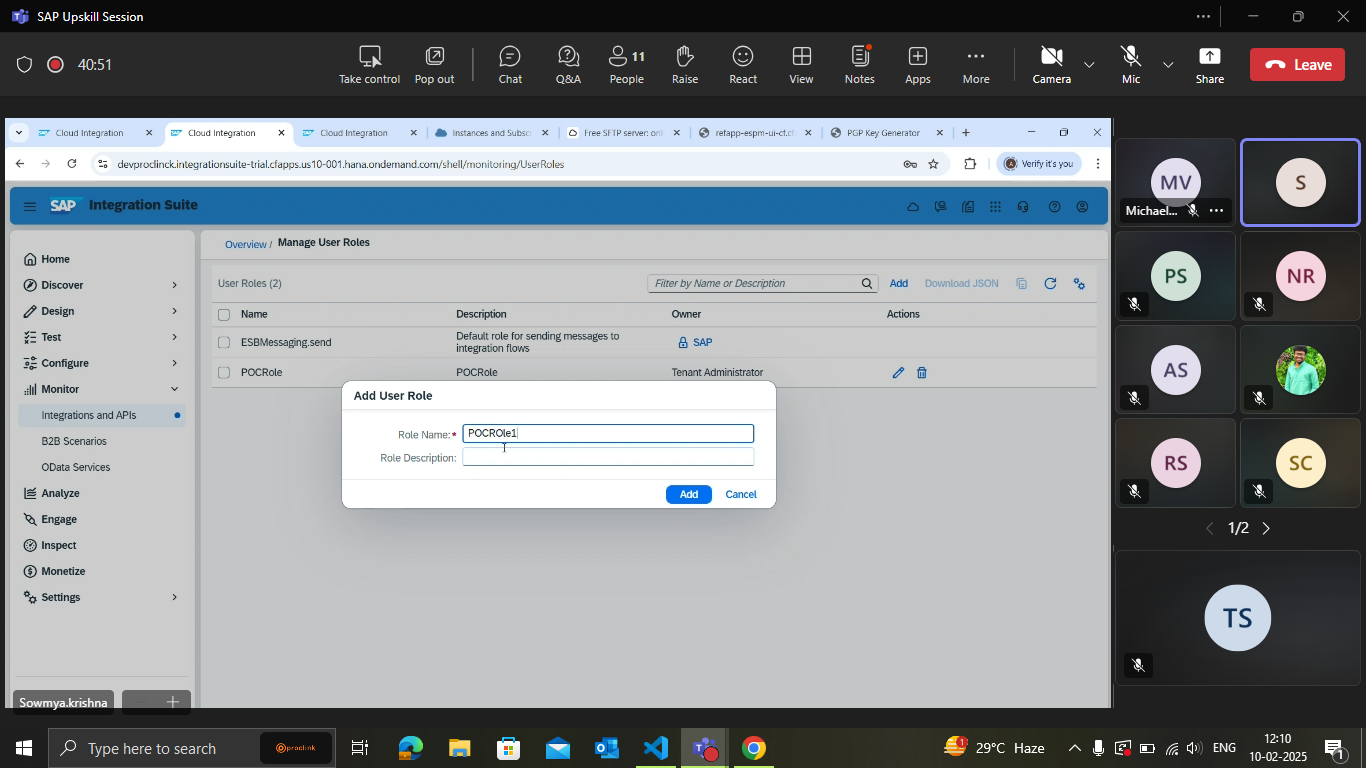 SAP Upskill Session
40:51
Take control
Pop out
Chat
Q&A
11
People
Raise
React
View
Notes
Apps
More
Camera
Mic
Share
Leave
Cloud Integration
Cloud Integration
Cloud Integration
Instances and Subsc
Free SFTP server: onl
refapp-espm-ui-cf.cf
PGP Key Generator
devproclinck.integrationsuite-trial.cfapps.us10-001.hana.ondemand.com/shell/monitoring/UserRoles
Verify it's you
SAP Integration Suite
Home
Discover
Design
Test
Configure
Monitor
Integrations and APIs
B2B Scenarios
OData Services
Analyze
Engage
Inspect
Monetize
Settings
Overview / Manage User Roles
User Roles (2)
Filter by Name or Description
Add
Download JSON
Name Description Owner Actions
ESBMessaging.send Default role for sending messages to integration flows SAP
POCRole POCRole Tenant Administrator
Add User Role
Role Name:* POCROle1
Role Description:
Add Cancel
Sowmya.krishna
MV
Michael...
S
PS
NR
AS
RS
SC
1/2
TS
Type here to search
proclink
1
29°C Haze
ENG
12:10
10-02-2025
1